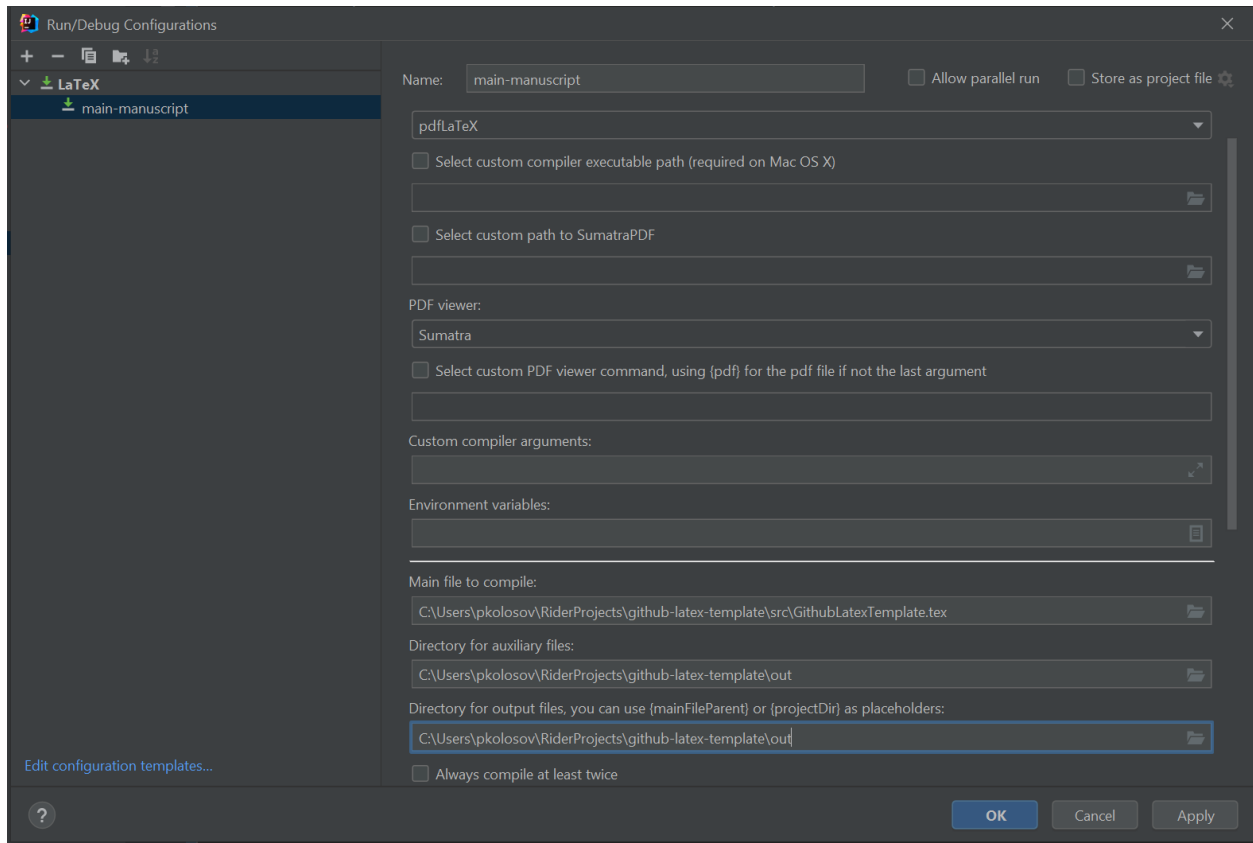 Run/Debug Configurations
LaTeX
main-manuscript
Name: main-manuscript Allow parallel run Store as project file
pdfLaTeX
Select custom compiler executable path (required on Mac OS X)
Select custom path to SumatraPDF
PDF viewer:
Sumatra
Select custom PDF viewer command, using {pdf} for the pdf file if not the last argument
Custom compiler arguments:
Environment variables:
Main file to compile:
C:\Users\pkolosov\RiderProjects\github-latex-template\src\GithubLatexTemplate.tex
Directory for auxiliary files:
C:\Users\pkolosov\RiderProjects\github-latex-template\out
Directory for output files, you can use {mainFileParent} or {projectDir} as placeholders:
C:\Users\pkolosov\RiderProjects\github-latex-template\out
Edit configuration templates...
Always compile at least twice
? OK Cancel Apply